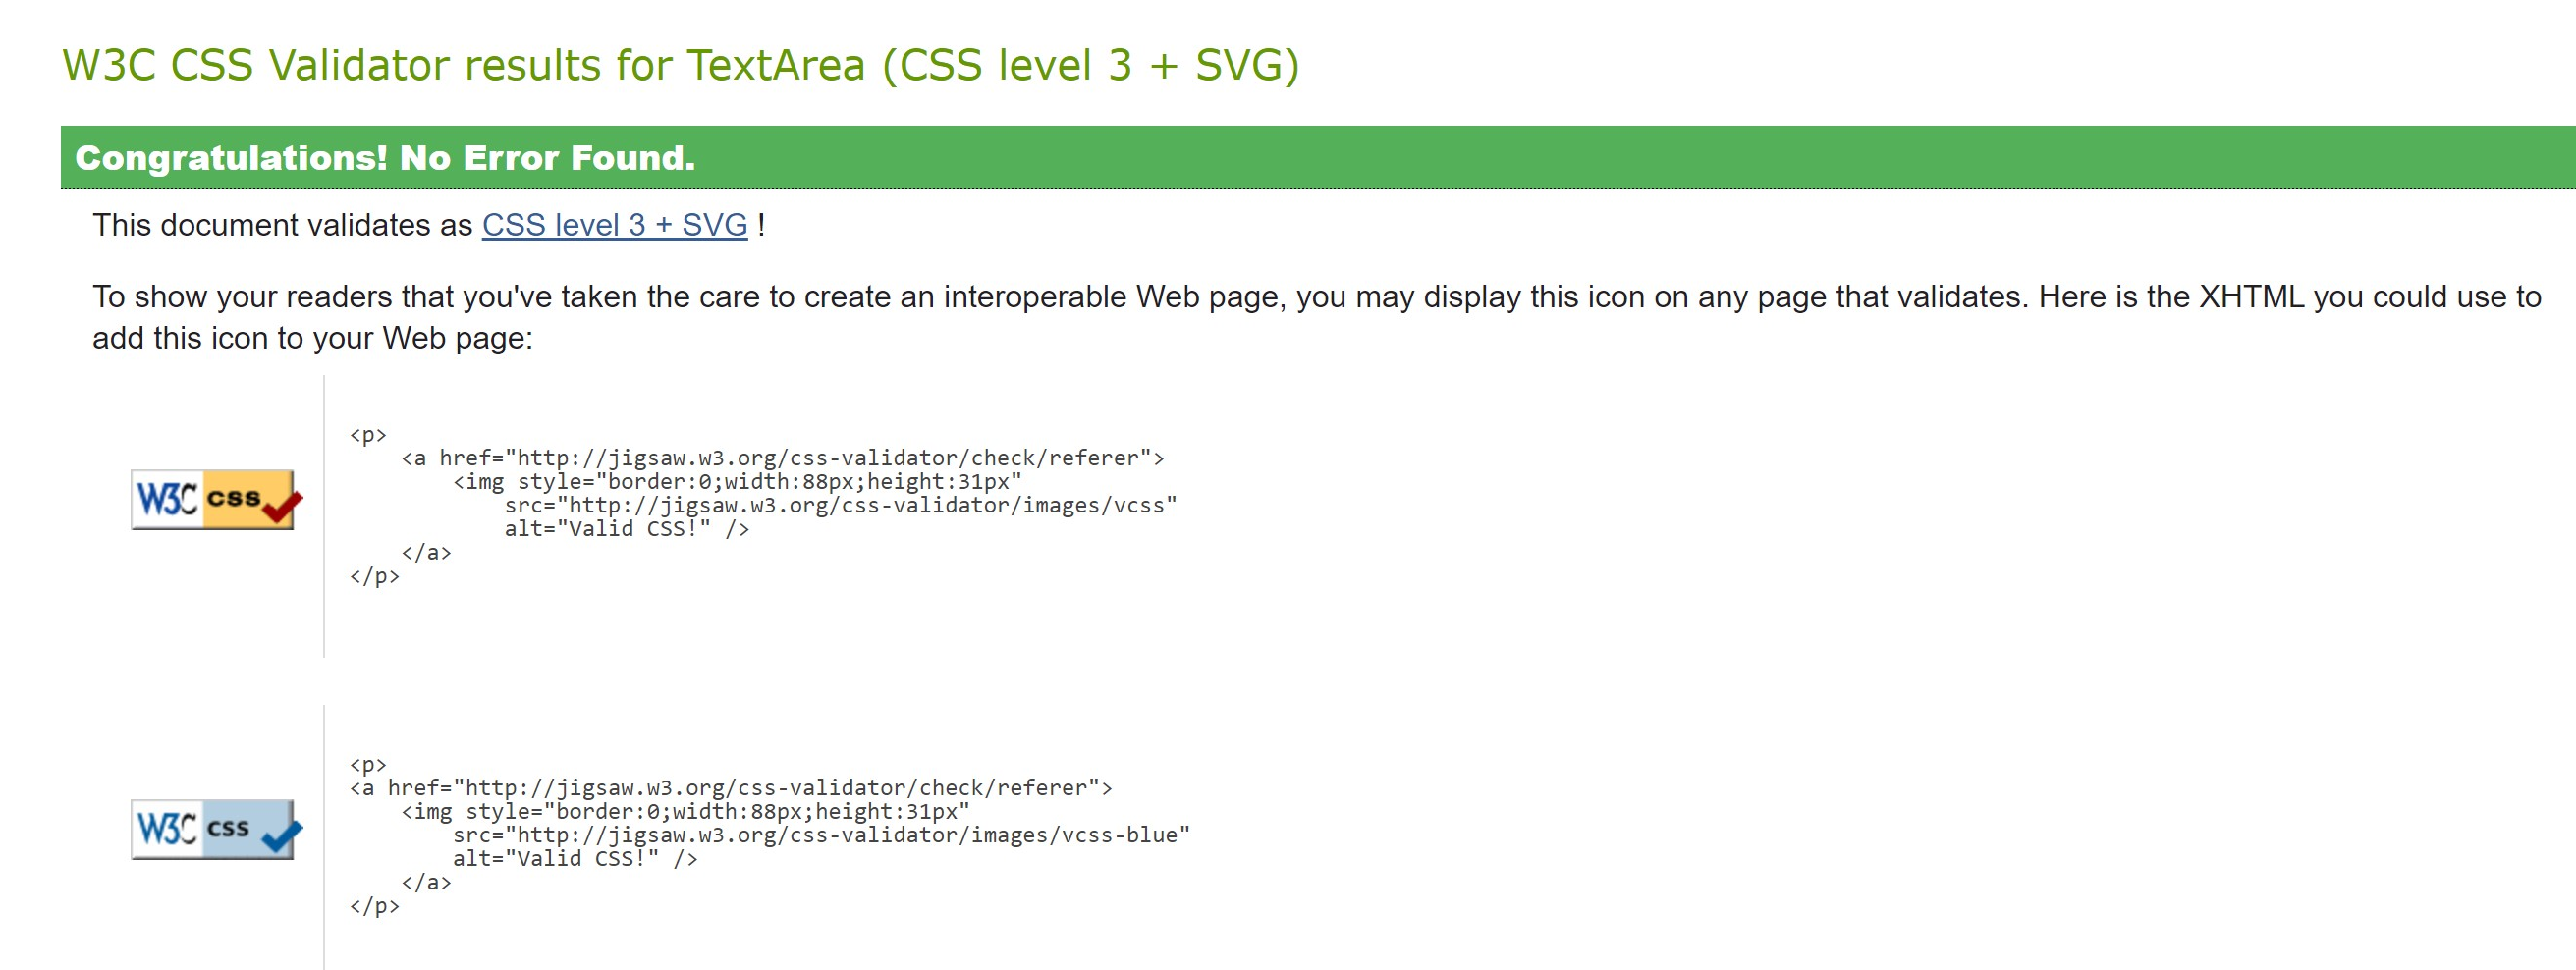 W3C CSS Validator results for TextArea (CSS level 3 + SVG)
Congratulations! No Error Found.
This document validates as CSS level 3 + SVG !
To show your readers that you've taken the care to create an interoperable Web page, you may display this icon on any page that validates. Here is the XHTML you could use to
add this icon to your Web page:
W3C css
<p>
    <a href="http://jigsaw.w3.org/css-validator/check/referer">
        <img style="border:0;width:88px;height:31px"
            src="http://jigsaw.w3.org/css-validator/images/vcss"
            alt="Valid CSS!" />
    </a>
</p>
W3C css
<p>
<a href="http://jigsaw.w3.org/css-validator/check/referer">
    <img style="border:0;width:88px;height:31px"
        src="http://jigsaw.w3.org/css-validator/images/vcss-blue"
        alt="Valid CSS!" />
    </a>
</p>